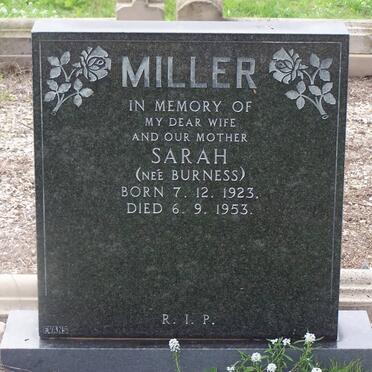 MILLER
IN MEMORY OF
MY DEAR WIFE
AND OUR MOTHER
SARAH
(NEÉ BURNESS)
BORN 7. 12. 1923.
DIED 6. 9. 1953.
R. I. P.
EVANS